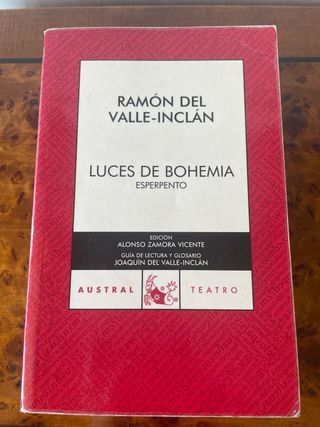 RAMÓN DEL
VALLE-INCLÁN
LUCES DE BOHEMIA
ESPERPENTO
EDICIÓN
ALONSO ZAMORA VICENTE
GUÍA DE LECTURA Y GLOSARIO
JOAQUÍN DEL VALLE-INCLÁN
AUSTRAL TEATRO